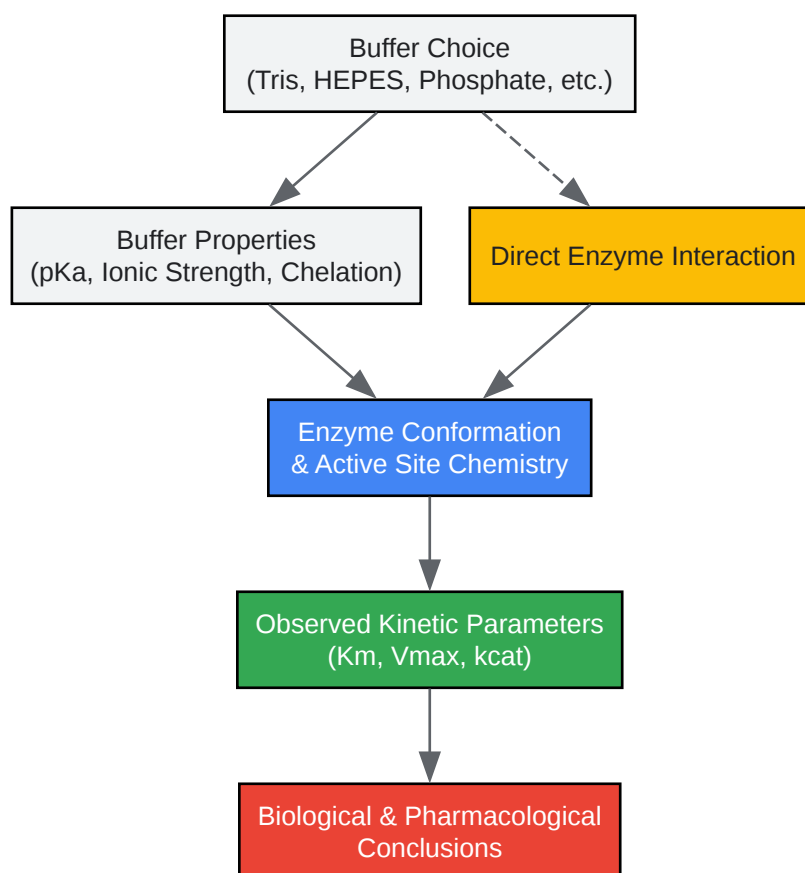 Buffer Choice
(Tris, HEPES, Phosphate, etc.)
Buffer Properties
(pKa, Ionic Strength, Chelation)
Direct Enzyme Interaction
Enzyme Conformation
& Active Site Chemistry
Observed Kinetic Parameters
(Km, Vmax, kcat)
Biological & Pharmacological
Conclusions